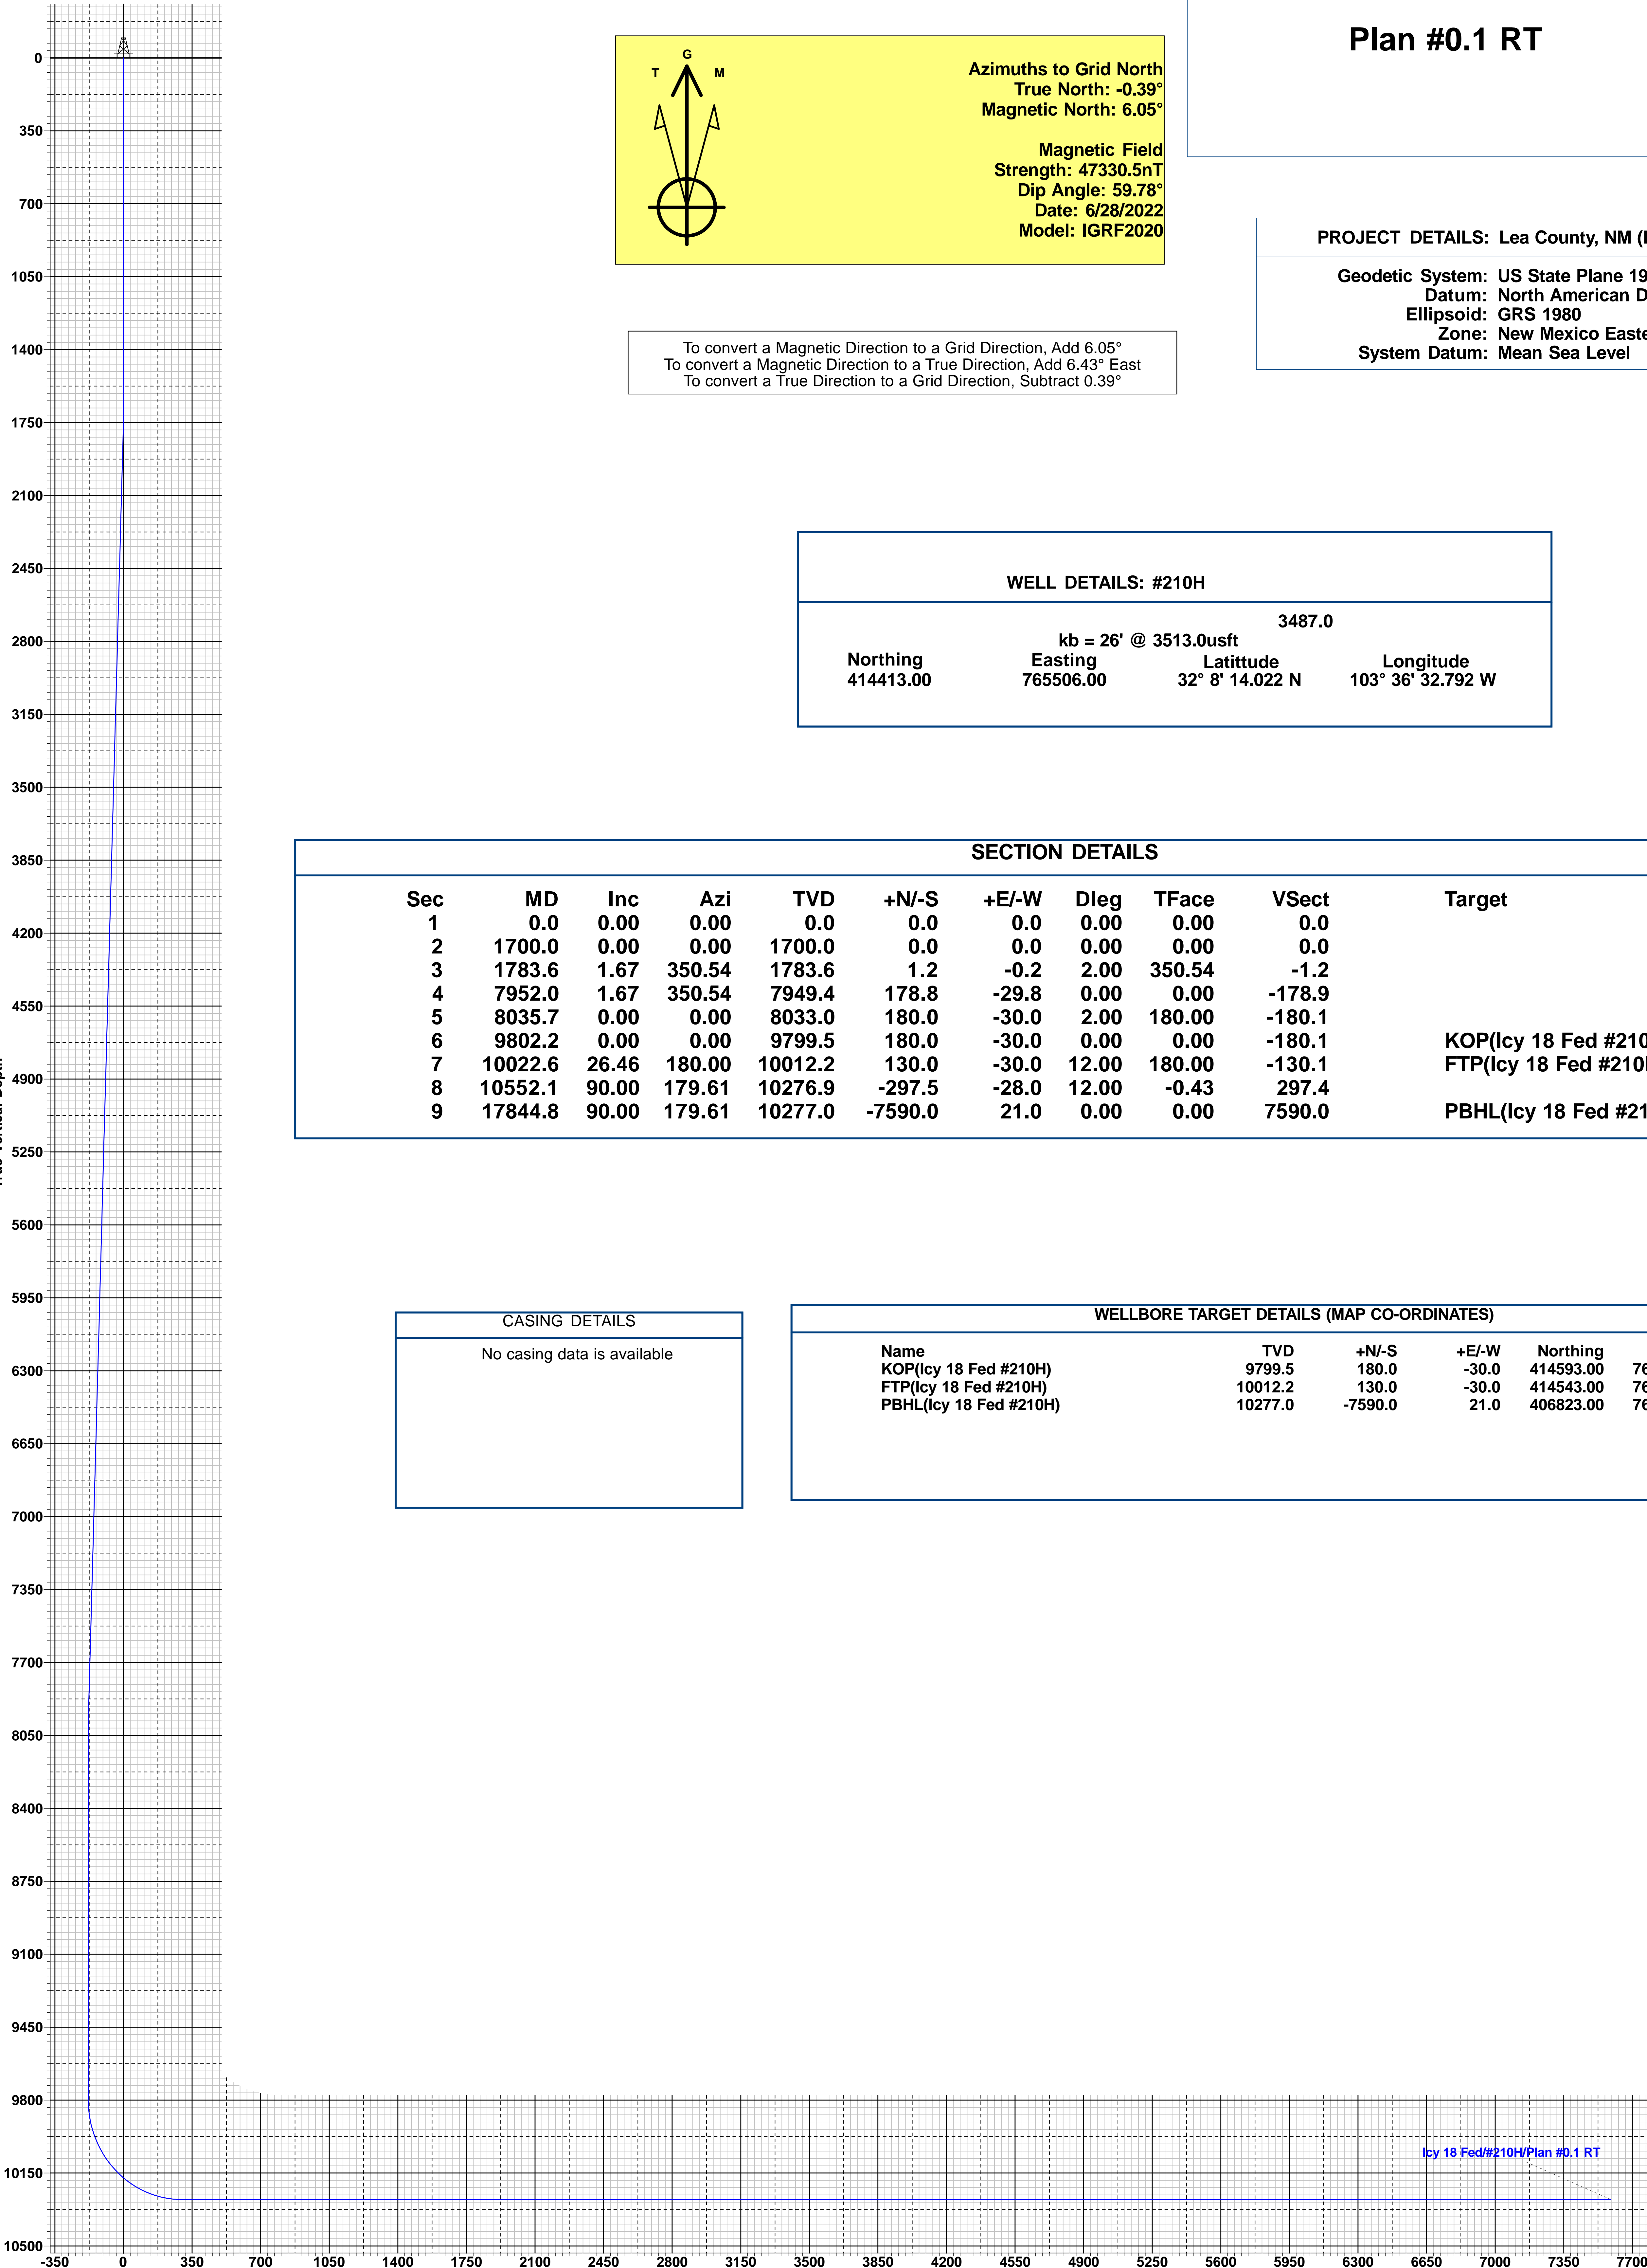 Plan #0.1 RT
G
T M
Azimuths to Grid North
True North: -0.39°
Magnetic North: 6.05°
Magnetic Field
Strength: 47330.5nT
Dip Angle: 59.78°
Date: 6/28/2022
Model: IGRF2020
PROJECT DETAILS: Lea County, NM (
Geodetic System: US State Plane 19
Datum: North American D
Ellipsoid: GRS 1980
Zone: New Mexico Easte
System Datum: Mean Sea Level
To convert a Magnetic Direction to a Grid Direction, Add 6.05°
To convert a Magnetic Direction to a True Direction, Add 6.43° East
To convert a True Direction to a Grid Direction, Subtract 0.39°
WELL DETAILS: #210H
3487.0
kb = 26' @ 3513.0usft
Northing Easting Latittude Longitude
414413.00 765506.00 32° 8' 14.022 N 103° 36' 32.792 W
SECTION DETAILS
Sec MD Inc Azi TVD +N/-S +E/-W Dleg TFace VSect Target
1 0.0 0.00 0.00 0.0 0.0 0.0 0.00 0.00 0.0
2 1700.0 0.00 0.00 1700.0 0.0 0.0 0.00 0.00 0.0
3 1783.6 1.67 350.54 1783.6 1.2 -0.2 2.00 350.54 -1.2
4 7952.0 1.67 350.54 7949.4 178.8 -29.8 0.00 0.00 -178.9
5 8035.7 0.00 0.00 8033.0 180.0 -30.0 2.00 180.00 -180.1
6 9802.2 0.00 0.00 9799.5 180.0 -30.0 0.00 0.00 -180.1 KOP(Icy 18 Fed #210
7 10022.6 26.46 180.00 10012.2 130.0 -30.0 12.00 180.00 -130.1 FTP(Icy 18 Fed #210
8 10552.1 90.00 179.61 10276.9 -297.5 -28.0 12.00 -0.43 297.4
9 17844.8 90.00 179.61 10277.0 -7590.0 21.0 0.00 0.00 7590.0 PBHL(Icy 18 Fed #21
CASING DETAILS
No casing data is available
WELLBORE TARGET DETAILS (MAP CO-ORDINATES)
Name TVD +N/-S +E/-W Northing
KOP(Icy 18 Fed #210H) 9799.5 180.0 -30.0 414593.00 76
FTP(Icy 18 Fed #210H) 10012.2 130.0 -30.0 414543.00 76
PBHL(Icy 18 Fed #210H) 10277.0 -7590.0 21.0 406823.00 76
0
350
700
1050
1400
1750
2100
2450
2800
3150
3500
3850
4200
4550
4900
5250
5600
5950
6300
6650
7000
7350
7700
8050
8400
8750
9100
9450
9800
10150
10500
Icy 18 Fed/#210H/Plan #0.1 RT
-350 0 350 700 1050 1400 1750 2100 2450 2800 3150 3500 3850 4200 4550 4900 5250 5600 5950 6300 6650 7000 7350 7700